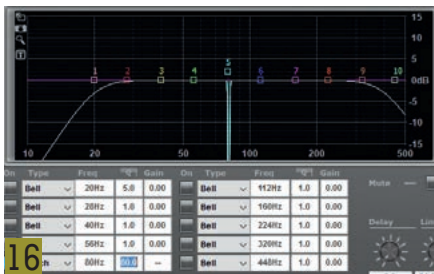 15
10
5
0dB
-5
-10
-15
1 2 3 4 5 6 7 8 9 10
10 20 50 100 200 500
On Type Freq "Q" Gain On Type Freq "Q" Gain
Bell 20Hz 5.0 0.00 Bell 112Hz 1.0 0.00
Bell 28Hz 1.0 0.00 Bell 160Hz 1.0 0.00
Bell 40Hz 1.0 0.00 Bell 224Hz 1.0 0.00
56Hz 1.0 0.00 Bell 320Hz 1.0 0.00
80Hz 80.0 -- Bell 448Hz 1.0 0.00
Mute
Delay
16